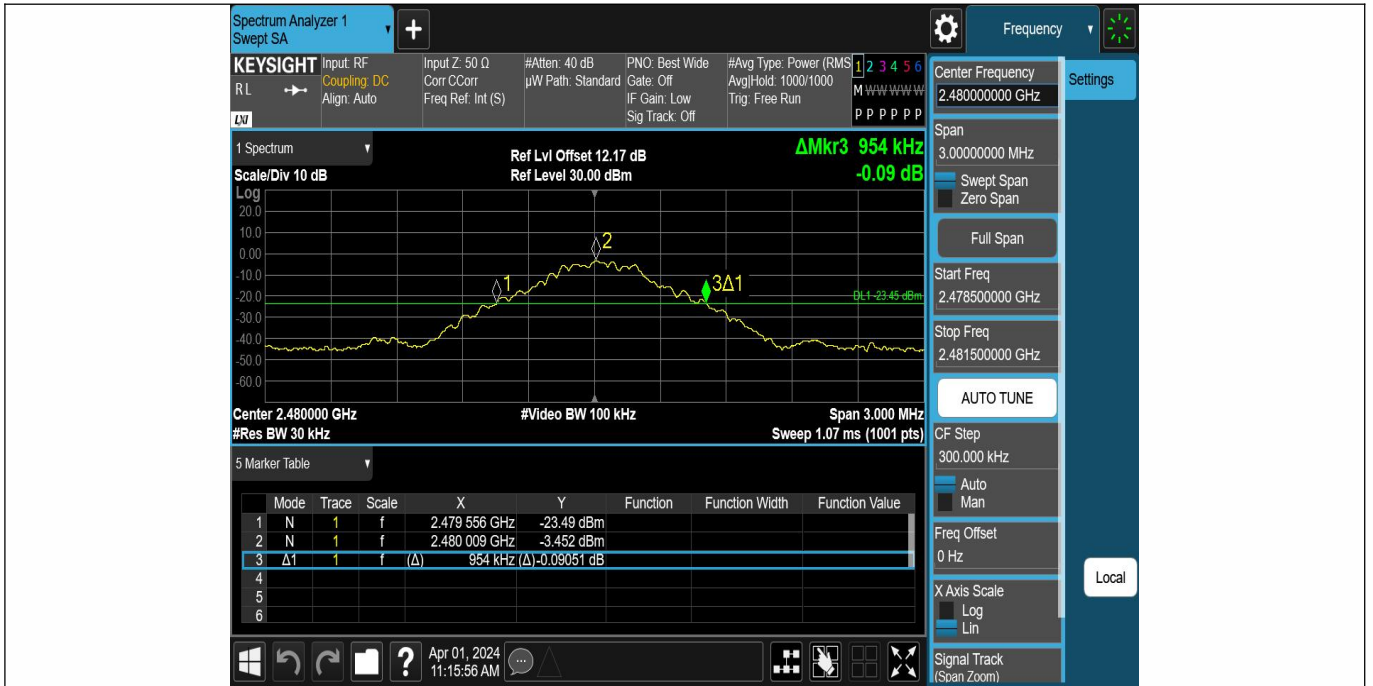 Spectrum Analyzer 1
Swept SA
+
Frequency
KEYSIGHT
RL
LXI
Input: RF
Coupling: DC
Align: Auto
Input Z: 50 Ω
Corr CCorr
Freq Ref: Int (S)
#Atten: 40 dB
µW Path: Standard
PNO: Best Wide
Gate: Off
IF Gain: Low
Sig Track: Off
#Avg Type: Power (RMS
Avg|Hold: 1000/1000
Trig: Free Run
1 2 3 4 5 6
M W W W W W
P P P P P P
1 Spectrum
Scale/Div 10 dB
Ref Lvl Offset 12.17 dB
Ref Level 30.00 dBm
ΔMkr3 954 kHz
-0.09 dB
Log
20.0
10.0
0.00
-10.0
-20.0
-30.0
-40.0
-50.0
-60.0
1
2
3Δ1
DL1 -23.45 dBm
Center 2.480000 GHz
#Video BW 100 kHz
Span 3.000 MHz
#Res BW 30 kHz
Sweep 1.07 ms (1001 pts)
5 Marker Table
Mode Trace Scale X Y Function Function Width Function Value
1 N 1 f 2.479 556 GHz -23.49 dBm
2 N 1 f 2.480 009 GHz -3.452 dBm
3 Δ1 1 f (Δ) 954 kHz (Δ) -0.09051 dB
4
5
6
?
Apr 01, 2024
11:15:56 AM
Center Frequency
2.480000000 GHz
Settings
Span
3.00000000 MHz
Swept Span
Zero Span
Full Span
Start Freq
2.478500000 GHz
Stop Freq
2.481500000 GHz
AUTO TUNE
CF Step
300.000 kHz
Auto
Man
Freq Offset
0 Hz
Local
X Axis Scale
Log
Lin
Signal Track
(Span Zoom)